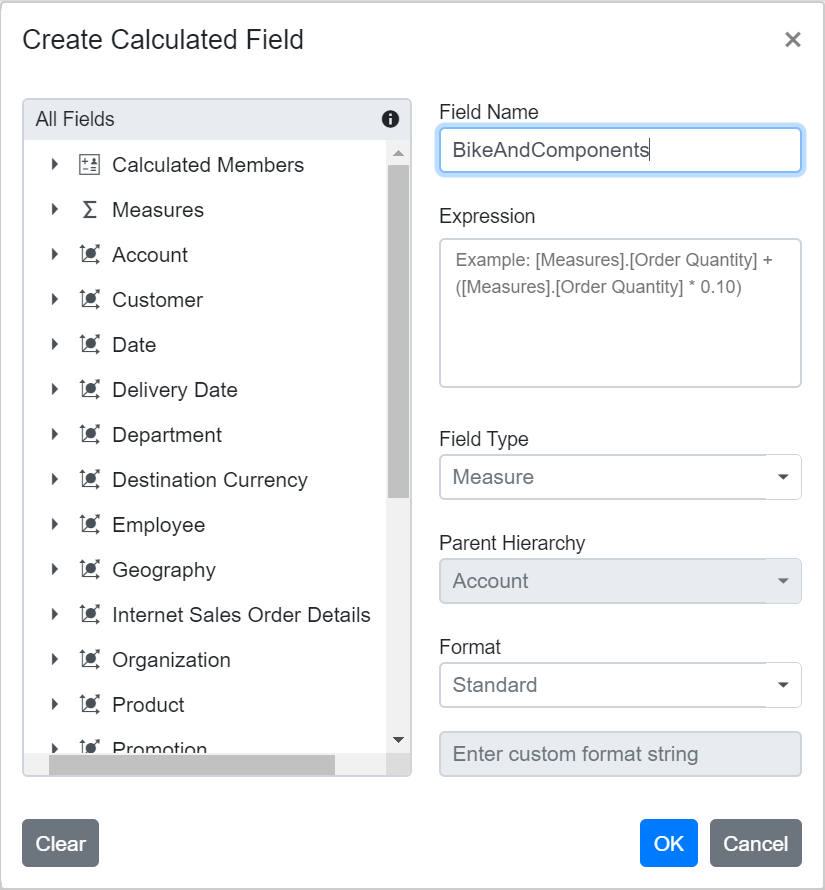 Create Calculated Field
All Fields
Calculated Members
Measures
Account
Customer
Date
Delivery Date
Department
Destination Currency
Employee
Geography
Internet Sales Order Details
Organization
Product
Promotion
Field Name
BikeAndComponents
Expression
Example: [Measures].[Order Quantity] +
([Measures].[Order Quantity] * 0.10)
Field Type
Measure
Parent Hierarchy
Account
Format
Standard
Enter custom format string
Clear
OK
Cancel